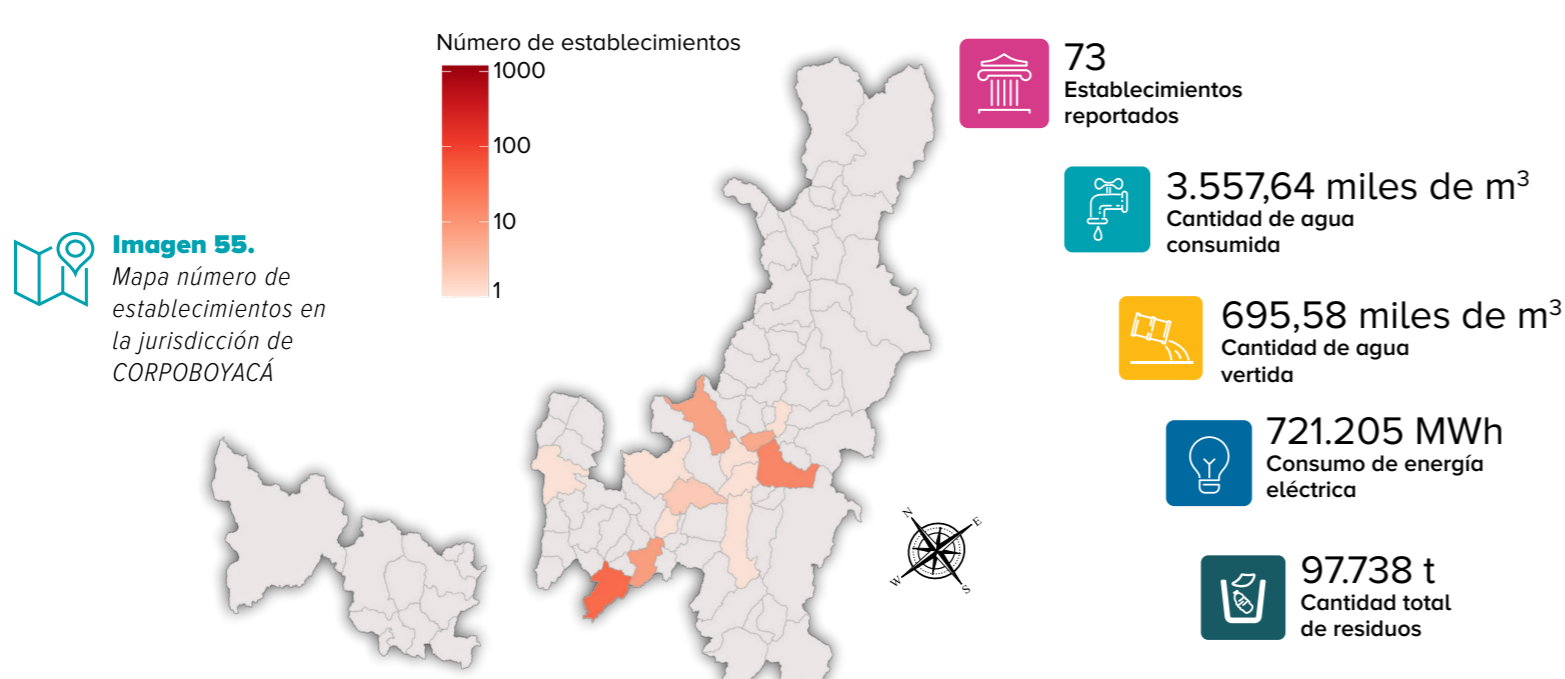 Imagen 55.
Mapa número de
establecimientos en
la jurisdicción de
CORPOBOYACÁ
Número de establecimientos
1000
100
10
1
N
E
W
S
73
Establecimientos
reportados
3.557,64 miles de m³
Cantidad de agua
consumida
695,58 miles de m³
Cantidad de agua
vertida
721.205 MWh
Consumo de energía
eléctrica
97.738 t
Cantidad total
de residuos